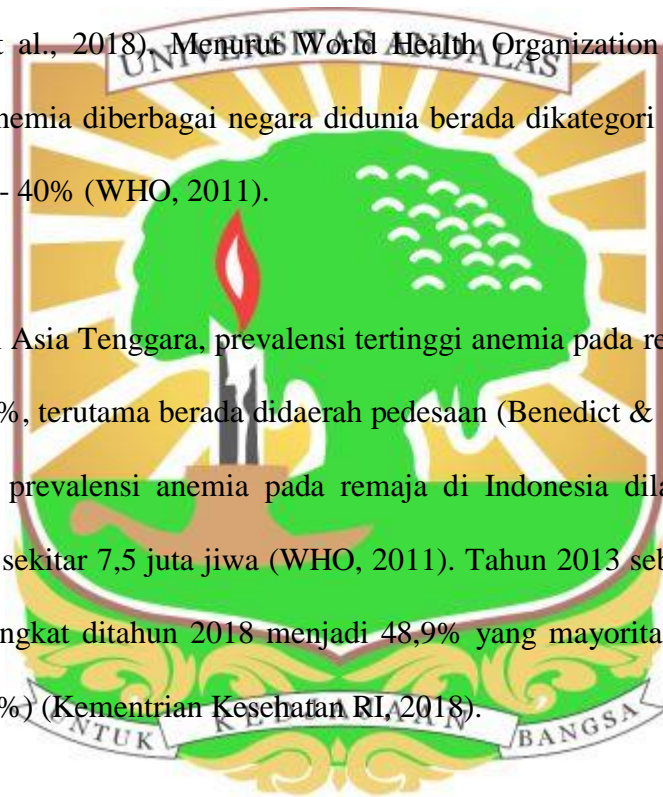 t al., 2018). Menurut World Health Organization
UNIVERSITAS ANDALAS
nemia diberbagai negara didunia berada dikategori
- 40% (WHO, 2011).
Asia Tenggara, prevalensi tertinggi anemia pada re
%, terutama berada didaerah pedesaan (Benedict &
prevalensi anemia pada remaja di Indonesia dila
sekitar 7,5 juta jiwa (WHO, 2011). Tahun 2013 seb
ngkat ditahun 2018 menjadi 48,9% yang mayorita
%) (Kementrian Kesehatan RI, 2018).
UNTUK KEDJAJAAN BANGSA